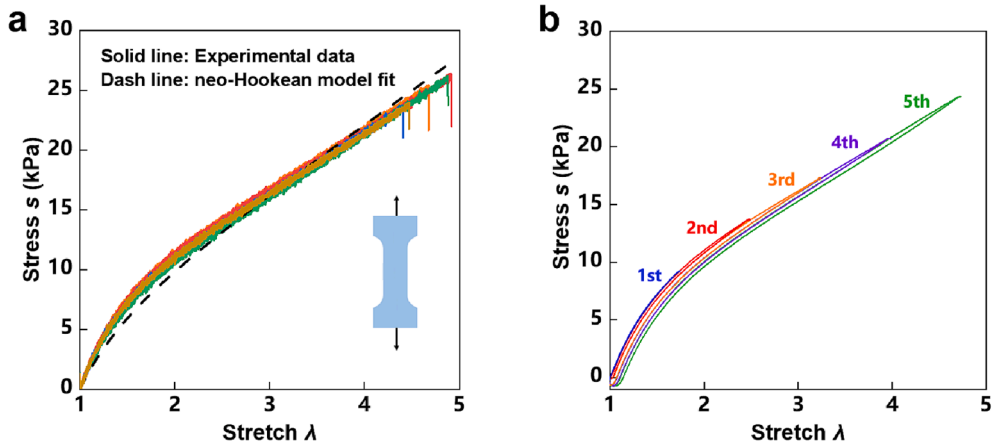 a
Solid line: Experimental data
Dash line: neo-Hookean model fit
Stress s (kPa)
30
25
20
15
10
5
0
1 2 3 4 5
Stretch λ
b
5th
4th
3rd
2nd
1st
Stress s (kPa)
30
25
20
15
10
5
0
1 2 3 4 5
Stretch λ